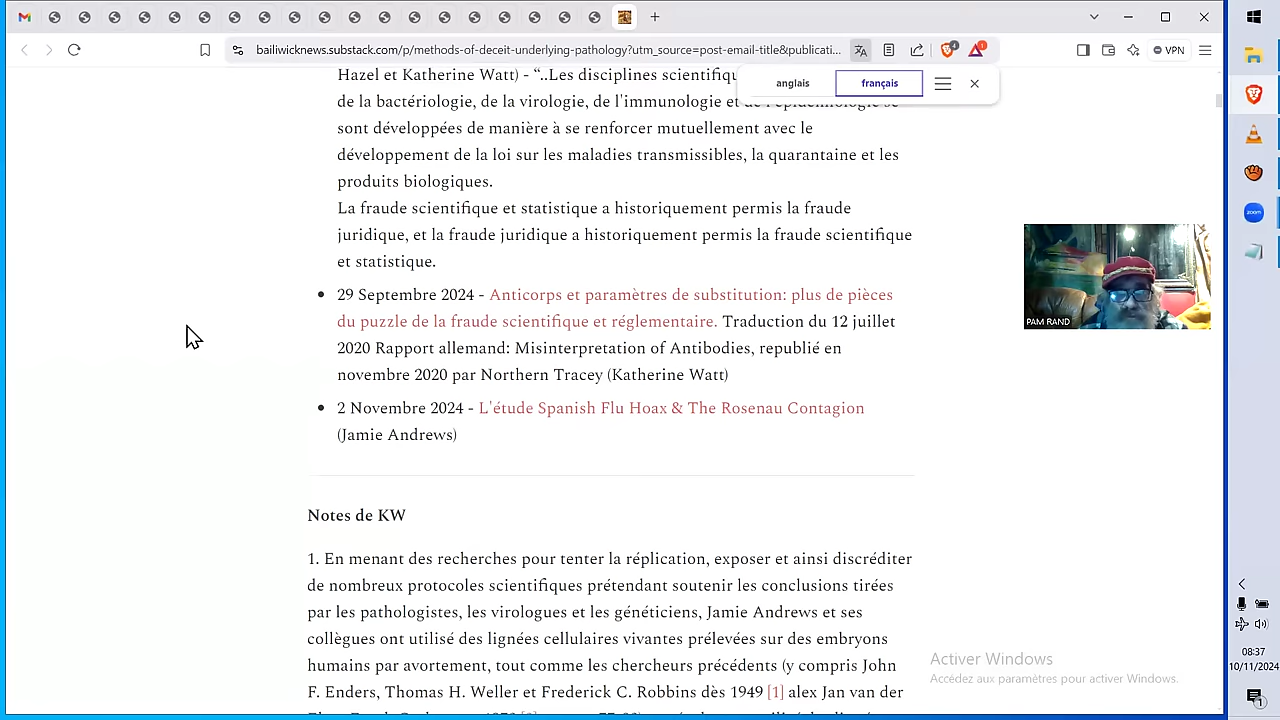 bailiwicknews.substack.com/p/methods-of-deceit-underlying-pathology?utm_source=post-email-title&publicati...
VPN
anglais
français
Hazel et Katherine Watt) - “..Les disciplines scientifiqu
de la bactériologie, de la virologie, de l'immunologie et de l'épidémiologie se
sont développées de manière à se renforcer mutuellement avec le
développement de la loi sur les maladies transmissibles, la quarantaine et les
produits biologiques.
La fraude scientifique et statistique a historiquement permis la fraude
juridique, et la fraude juridique a historiquement permis la fraude scientifique
et statistique.
29 Septembre 2024 - Anticorps et paramètres de substitution: plus de pièces
du puzzle de la fraude scientifique et réglementaire. Traduction du 12 juillet
2020 Rapport allemand: Misinterpretation of Antibodies, republié en
novembre 2020 par Northern Tracey (Katherine Watt)
2 Novembre 2024 - L'étude Spanish Flu Hoax & The Rosenau Contagion
(Jamie Andrews)
Notes de KW
1. En menant des recherches pour tenter la réplication, exposer et ainsi discréditer
de nombreux protocoles scientifiques prétendant soutenir les conclusions tirées
par les pathologistes, les virologues et les généticiens, Jamie Andrews et ses
collègues ont utilisé des lignées cellulaires vivantes prélevées sur des embryons
humains par avortement, tout comme les chercheurs précédents (y compris John
F. Enders, Thomas H. Weller et Frederick C. Robbins dès 1949 [1] alex Jan van der
PAM RAND
zoom
Activer Windows
Accédez aux paramètres pour activer Windows.
08:37
10/11/2024